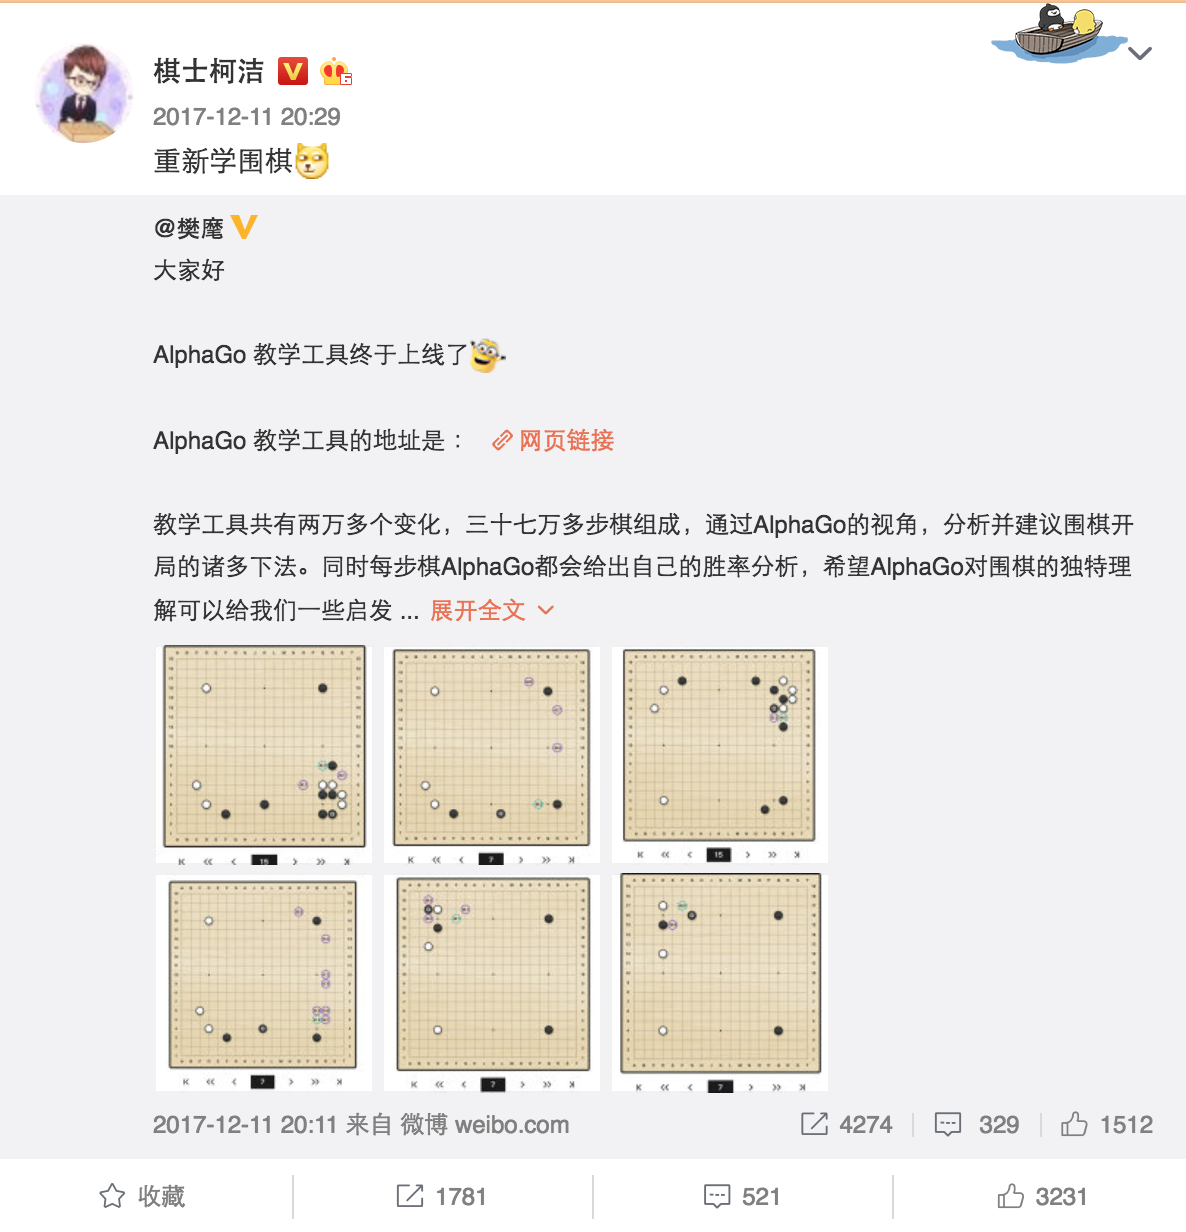 棋士柯洁
2017-12-11 20:29
重新学围棋
@樊麾
大家好
AlphaGo 教学工具终于上线了
AlphaGo 教学工具的地址是： 网页链接
教学工具共有两万多个变化，三十七万多步棋组成，通过AlphaGo的视角，分析并建议围棋开
局的诸多下法。同时每步棋AlphaGo都会给出自己的胜率分析，希望AlphaGo对围棋的独特理
解可以给我们一些启发 ... 展开全文
15
7
15
7
7
7
2017-12-11 20:11 来自 微博 weibo.com 4274 329 1512
收藏 1781 521 3231